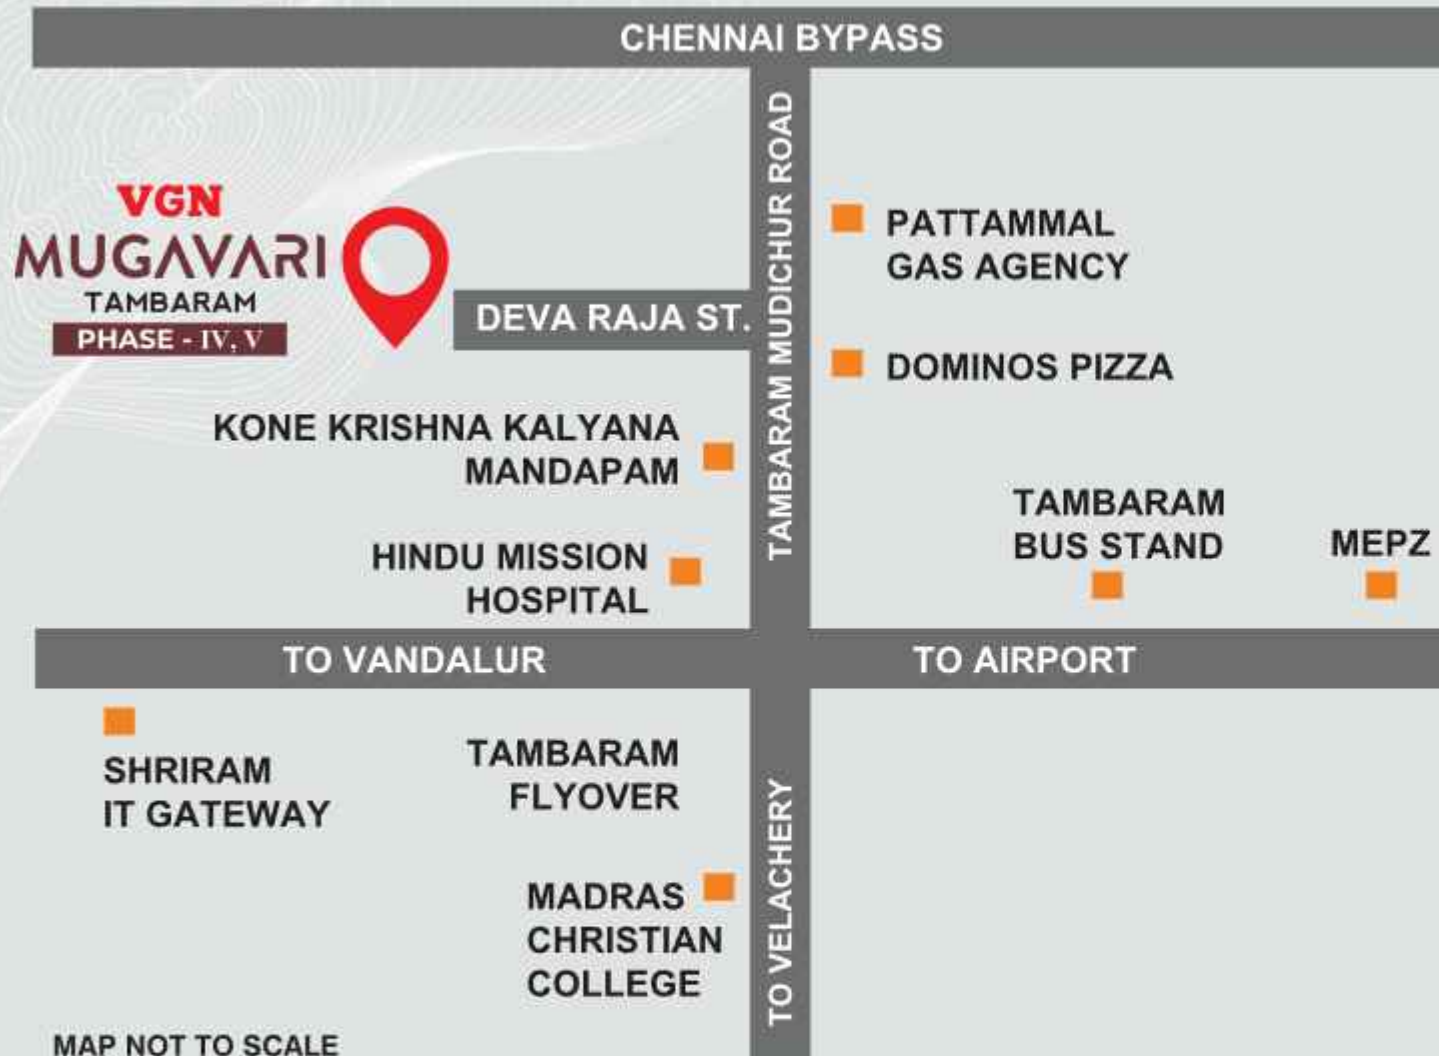 CHENNAI BYPASS
TAMBARAM MUDICHUR ROAD
VGN
MUGAVARI
TAMBARAM
PHASE - IV, V
DEVA RAJA ST.
PATTAMMAL
GAS AGENCY
DOMINOS PIZZA
KONE KRISHNA KALYANA
MANDAPAM
HINDU MISSION
HOSPITAL
TAMBARAM
BUS STAND
MEPZ
TO VANDALUR
TO AIRPORT
SHRIRAM
IT GATEWAY
TAMBARAM
FLYOVER
MADRAS
CHRISTIAN
COLLEGE
TO VELACHERY
MAP NOT TO SCALE